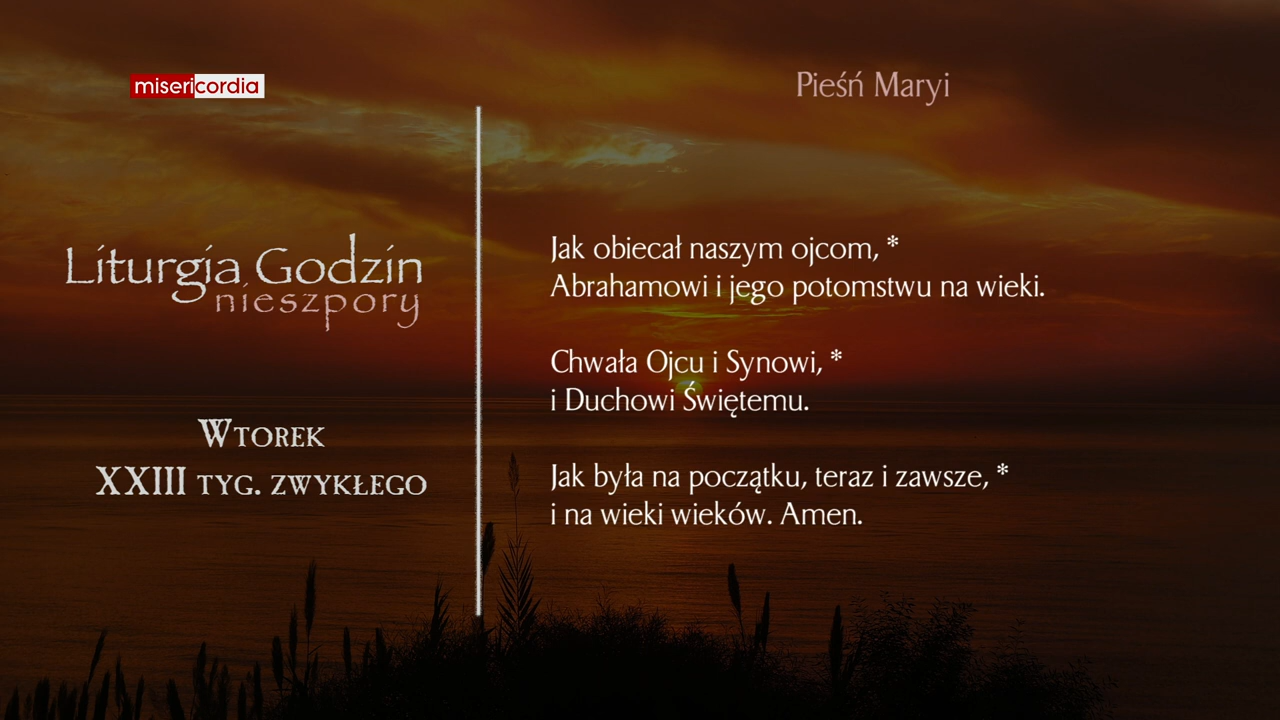 misericordia
Pieśń Maryi
Liturgia Godzin
nieszpory
Wtorek
XXIII tyg. zwykłego
Jak obiecał naszym ojcom, *
Abrahamowi i jego potomstwu na wieki.
Chwała Ojcu i Synowi, *
i Duchowi Świętemu.
Jak była na początku, teraz i zawsze, *
i na wieki wieków. Amen.